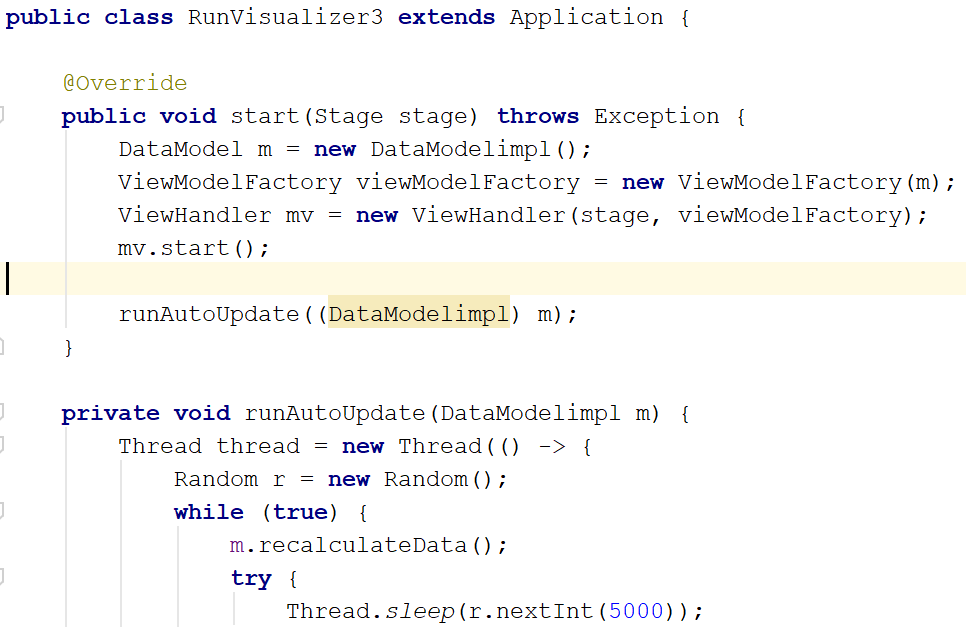 public class RunVisualizer3 extends Application {
@Override
public void start(Stage stage) throws Exception {
DataModel m = new DataModelimpl();
ViewModelFactory viewModelFactory = new ViewModelFactory(m);
ViewHandler mv = new ViewHandler(stage, viewModelFactory);
mv.start();
runAutoUpdate((DataModelimpl) m);
}
private void runAutoUpdate(DataModelimpl m) {
Thread thread = new Thread(() -> {
Random r = new Random();
while (true) {
m.recalculateData();
try {
Thread.sleep(r.nextInt(5000));